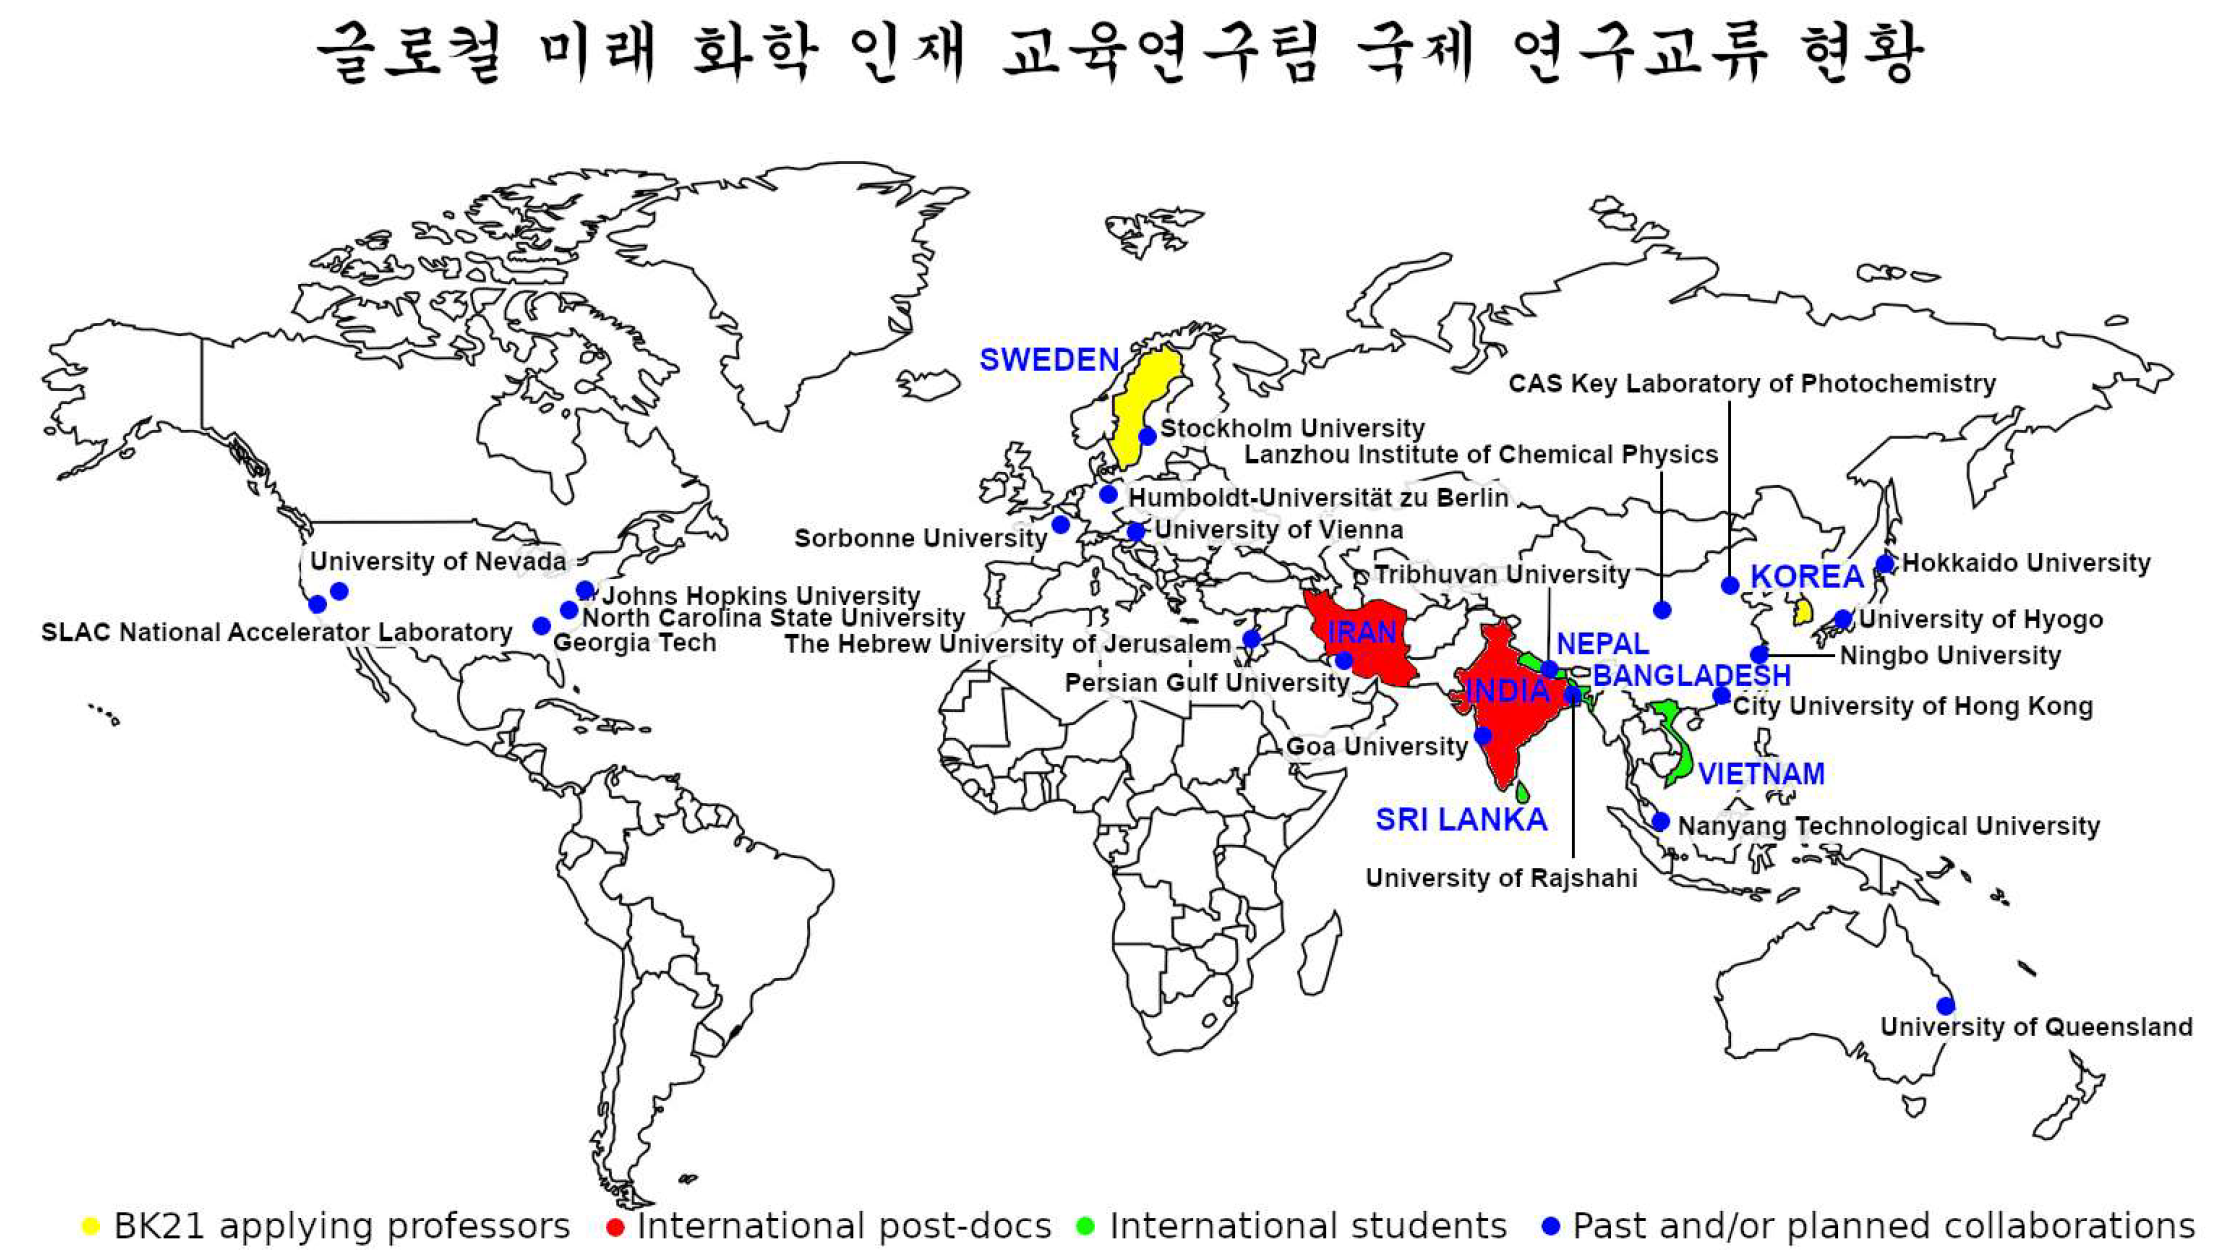 글로컬 미래 화학 인재 교육연구팀 국제 연구교류 현황
SWEDEN
CAS Key Laboratory of Photochemistry
Stockholm University
Lanzhou Institute of Chemical Physics
Humboldt-Universität zu Berlin
Sorbonne University
University of Vienna
University of Nevada
Tribhuvan University
KOREA
Hokkaido University
Johns Hopkins University
North Carolina State University
SLAC National Accelerator Laboratory
Georgia Tech
The Hebrew University of Jerusalem
IRAN
University of Hyogo
NEPAL
Ningbo University
Persian Gulf University
INDIA
BANGLADESH
City University of Hong Kong
Goa University
VIETNAM
SRI LANKA
Nanyang Technological University
University of Rajshahi
University of Queensland
BK21 applying professors International post-docs International students Past and/or planned collaborations